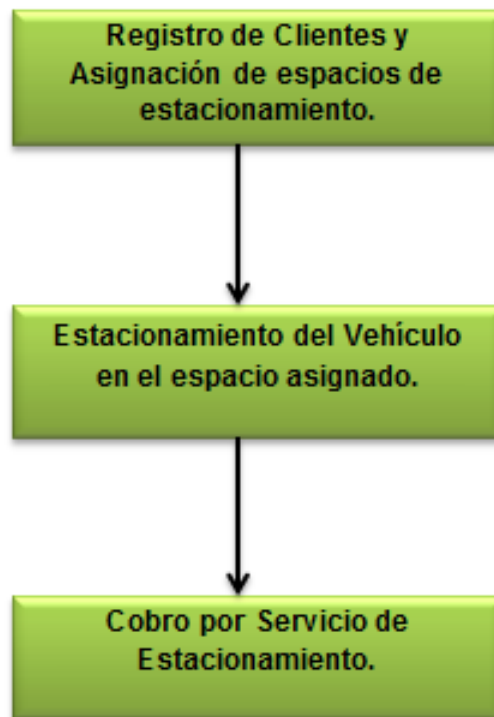 Registro de Clientes y
Asignación de espacios de
estacionamiento.
Estacionamiento del Vehículo
en el espacio asignado.
Cobro por Servicio de
Estacionamiento.